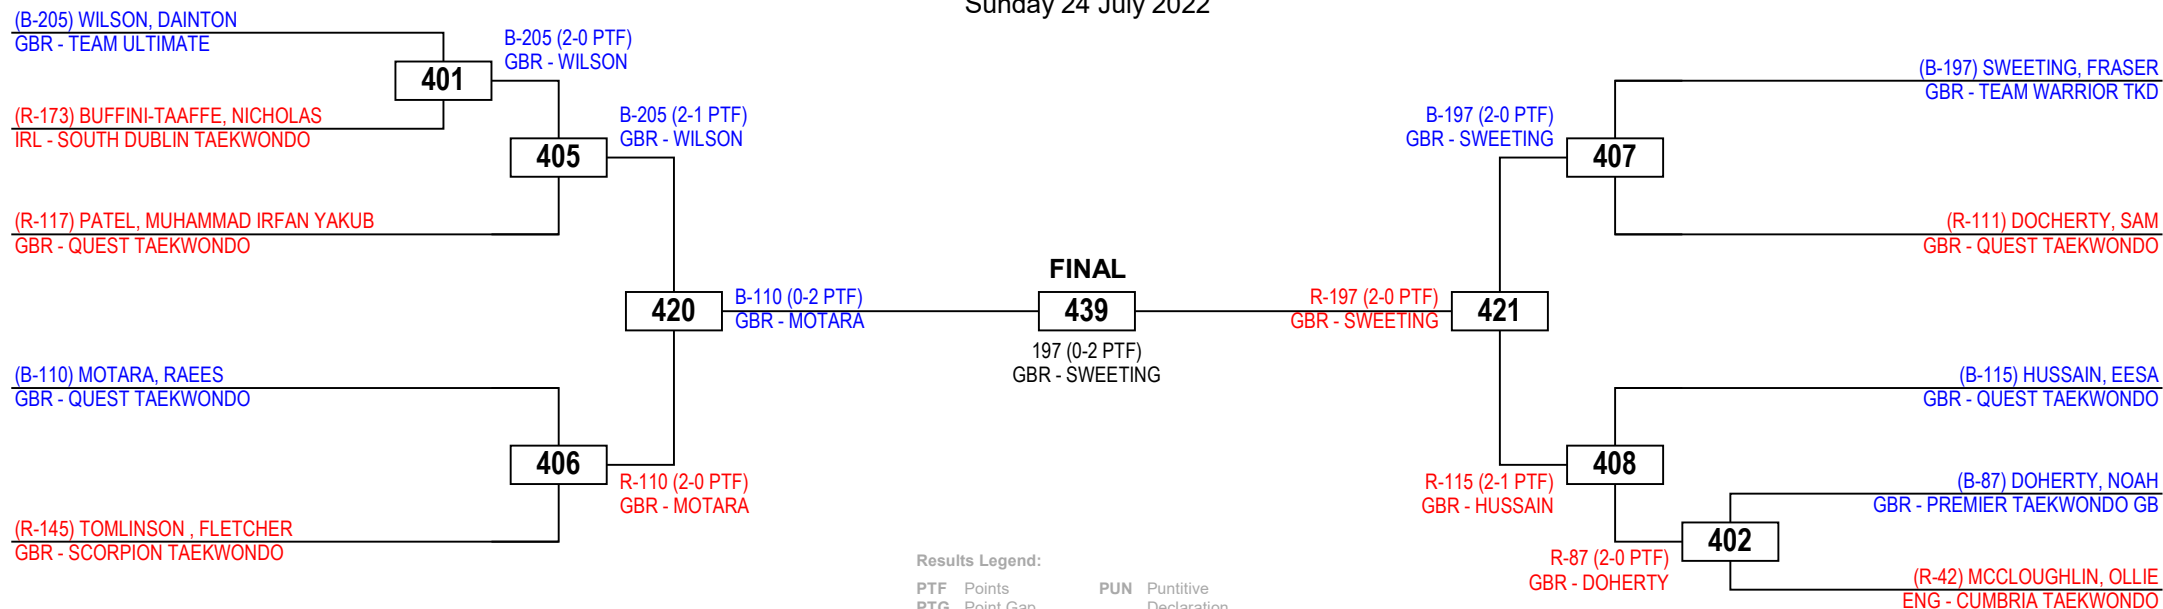 Sunday 24 July 2022
(B-205) WILSON, DAINTON
GBR - TEAM ULTIMATE
B-205 (2-0 PTF)
GBR - WILSON
401
(R-173) BUFFINI-TAAFFE, NICHOLAS
IRL - SOUTH DUBLIN TAEKWONDO
B-205 (2-1 PTF)
GBR - WILSON
405
(R-117) PATEL, MUHAMMAD IRFAN YAKUB
GBR - QUEST TAEKWONDO
420
B-110 (0-2 PTF)
GBR - MOTARA
(B-110) MOTARA, RAEES
GBR - QUEST TAEKWONDO
406
R-110 (2-0 PTF)
GBR - MOTARA
(R-145) TOMLINSON , FLETCHER
GBR - SCORPION TAEKWONDO
FINAL
439
197 (0-2 PTF)
GBR - SWEETING
(B-197) SWEETING, FRASER
GBR - TEAM WARRIOR TKD
B-197 (2-0 PTF)
GBR - SWEETING
407
(R-111) DOCHERTY, SAM
GBR - QUEST TAEKWONDO
R-197 (2-0 PTF)
GBR - SWEETING
421
(B-115) HUSSAIN, EESA
GBR - QUEST TAEKWONDO
408
R-115 (2-1 PTF)
GBR - HUSSAIN
(B-87) DOHERTY, NOAH
GBR - PREMIER TAEKWONDO GB
402
R-87 (2-0 PTF)
GBR - DOHERTY
(R-42) MCCLOUGHLIN, OLLIE
ENG - CUMBRIA TAEKWONDO
Results Legend:
PTF Points PUN Puntitive
PTG Point Gap Declaration